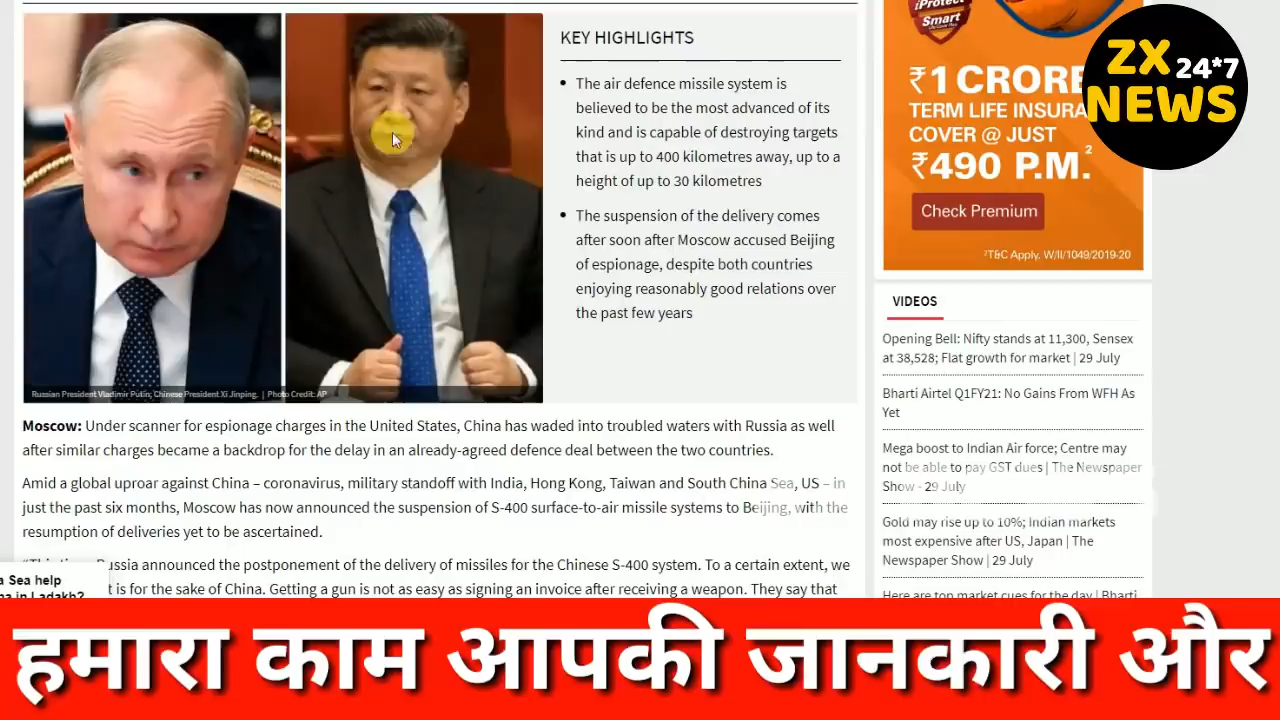 KEY HIGHLIGHTS
The air defence missile system is
believed to be the most advanced of its
kind and is capable of destroying targets
that is up to 400 kilometres away, up to a
height of up to 30 kilometres
The suspension of the delivery comes
after soon after Moscow accused Beijing
of espionage, despite both countries
enjoying reasonably good relations over
the past few years
Russian President Vladimir Putin; Chinese President Xi Jinping. | Photo Credit: AP
Moscow: Under scanner for espionage charges in the United States, China has waded into troubled waters with Russia as well
after similar charges became a backdrop for the delay in an already-agreed defence deal between the two countries.
Amid a global uproar against China – coronavirus, military standoff with India, Hong Kong, Taiwan and South China Sea, US – in
just the past six months, Moscow has now announced the suspension of S-400 surface-to-air missile systems to Beijing, with the
resumption of deliveries yet to be ascertained.
Russia announced the postponement of the delivery of missiles for the Chinese S-400 system. To a certain extent, we
t is for the sake of China. Getting a gun is not as easy as signing an invoice after receiving a weapon. They say that
a Sea help
na in Ladakh?
iProtect
Smart
₹1 CRORE
TERM LIFE INSURA
COVER @ JUST
₹490 P.M.²
Check Premium
²T&C Apply. W/II/1049/2019-20
ZX 24*7
NEWS
VIDEOS
Opening Bell: Nifty stands at 11,300, Sensex
at 38,528; Flat growth for market | 29 July
Bharti Airtel Q1FY21: No Gains From WFH As
Yet
Mega boost to Indian Air force; Centre may
not be able to pay GST dues | The Newspaper
Show - 29 July
Gold may rise up to 10%; Indian markets
most expensive after US, Japan | The
Newspaper Show | 29 July
Here are top market cues for the day | Bharti
हमारा काम आपकी जानकारी और